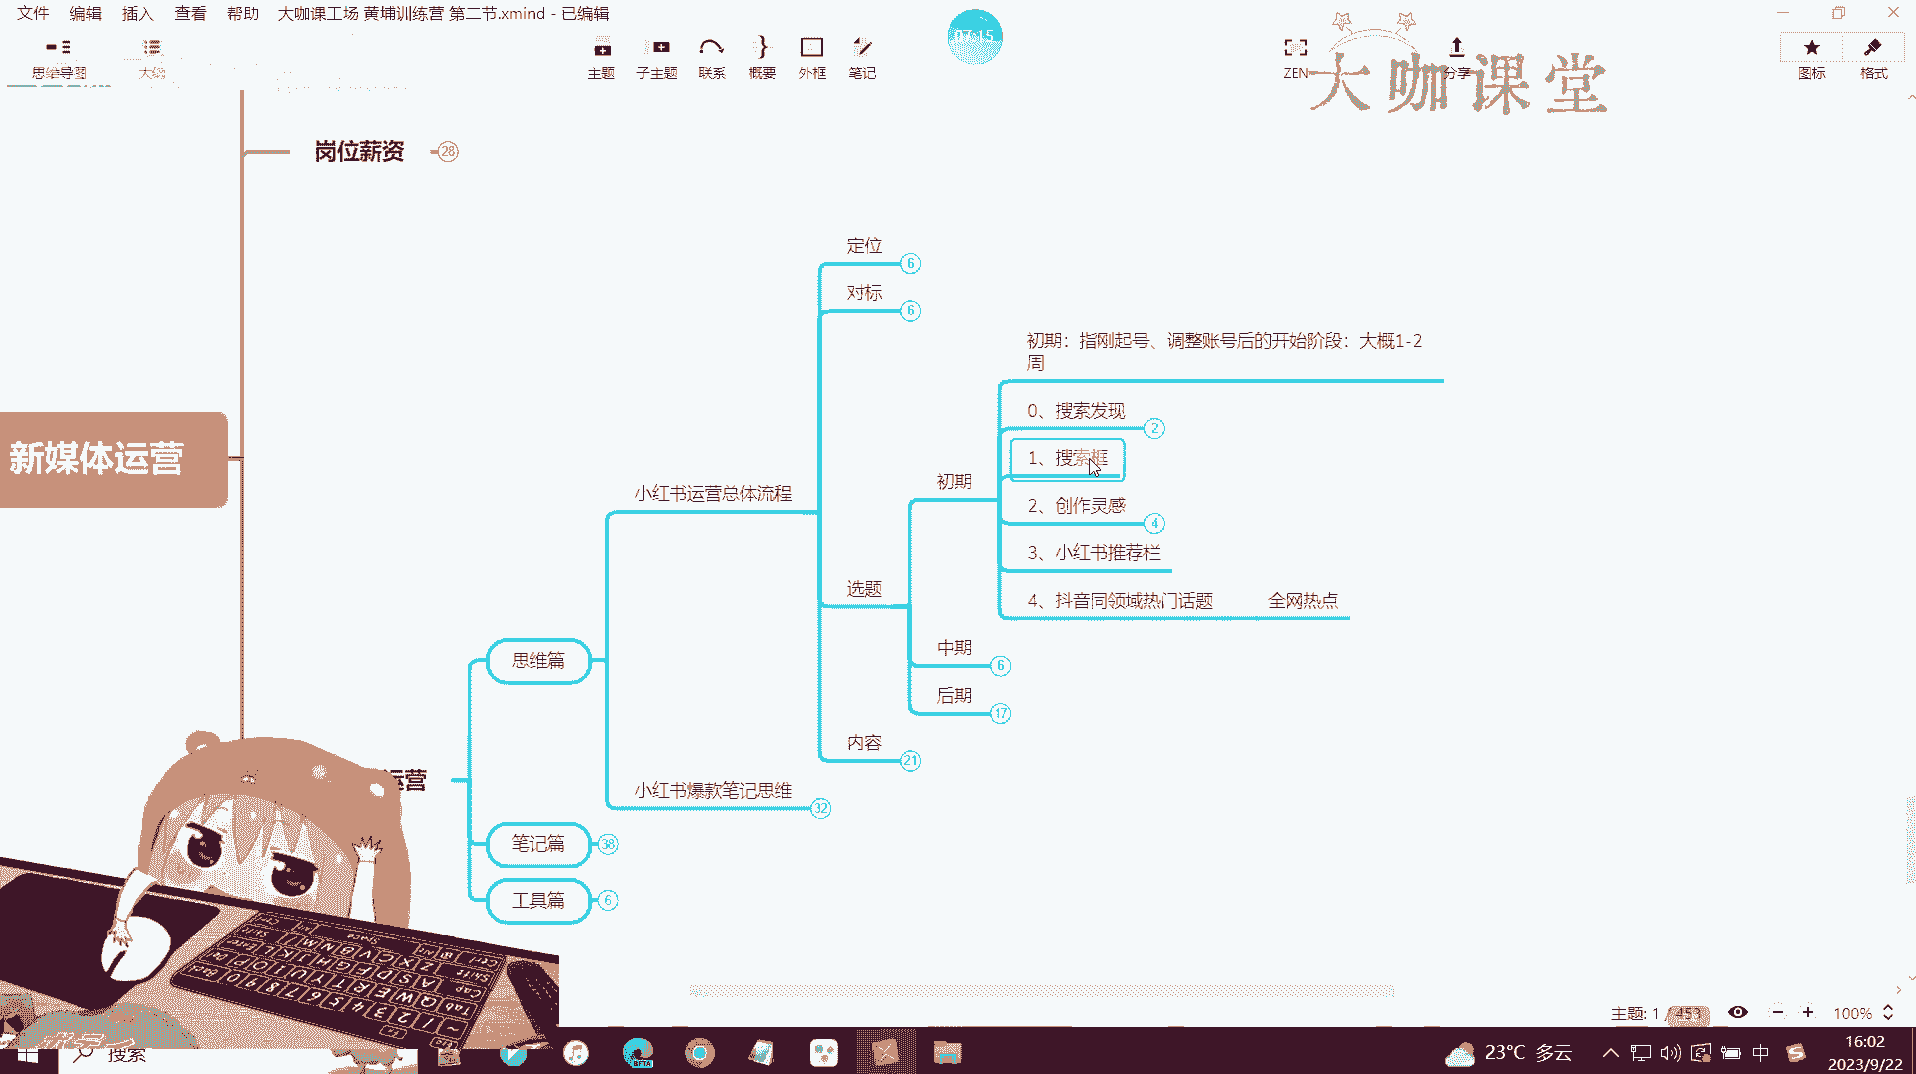 文件 编辑 插入 查看 帮助 大咖课工场 黄埔训练营 第二节.xmind - 已编辑
07:15
思维导图 大纲 主题 子主题 联系 概要 外框 笔记 ZEN 分享 图标 格式
大咖课堂
岗位薪资 28
定位 6
对标 6
初期：指刚起号、调整账号后的开始阶段：大概1-2
周
0、搜索发现 2
1、搜索框
新媒体运营
初期
小红书运营总体流程
2、创作灵感 4
3、小红书推荐栏
选题
4、抖音同领域热门话题 全网热点
中期 6
思维篇
后期 17
内容 21
运营
小红书爆款笔记思维 32
笔记篇 38
工具篇 6
主题: 1 / 453 100%
搜索
BETA
23°C 多云
中
16:02
2023/9/22